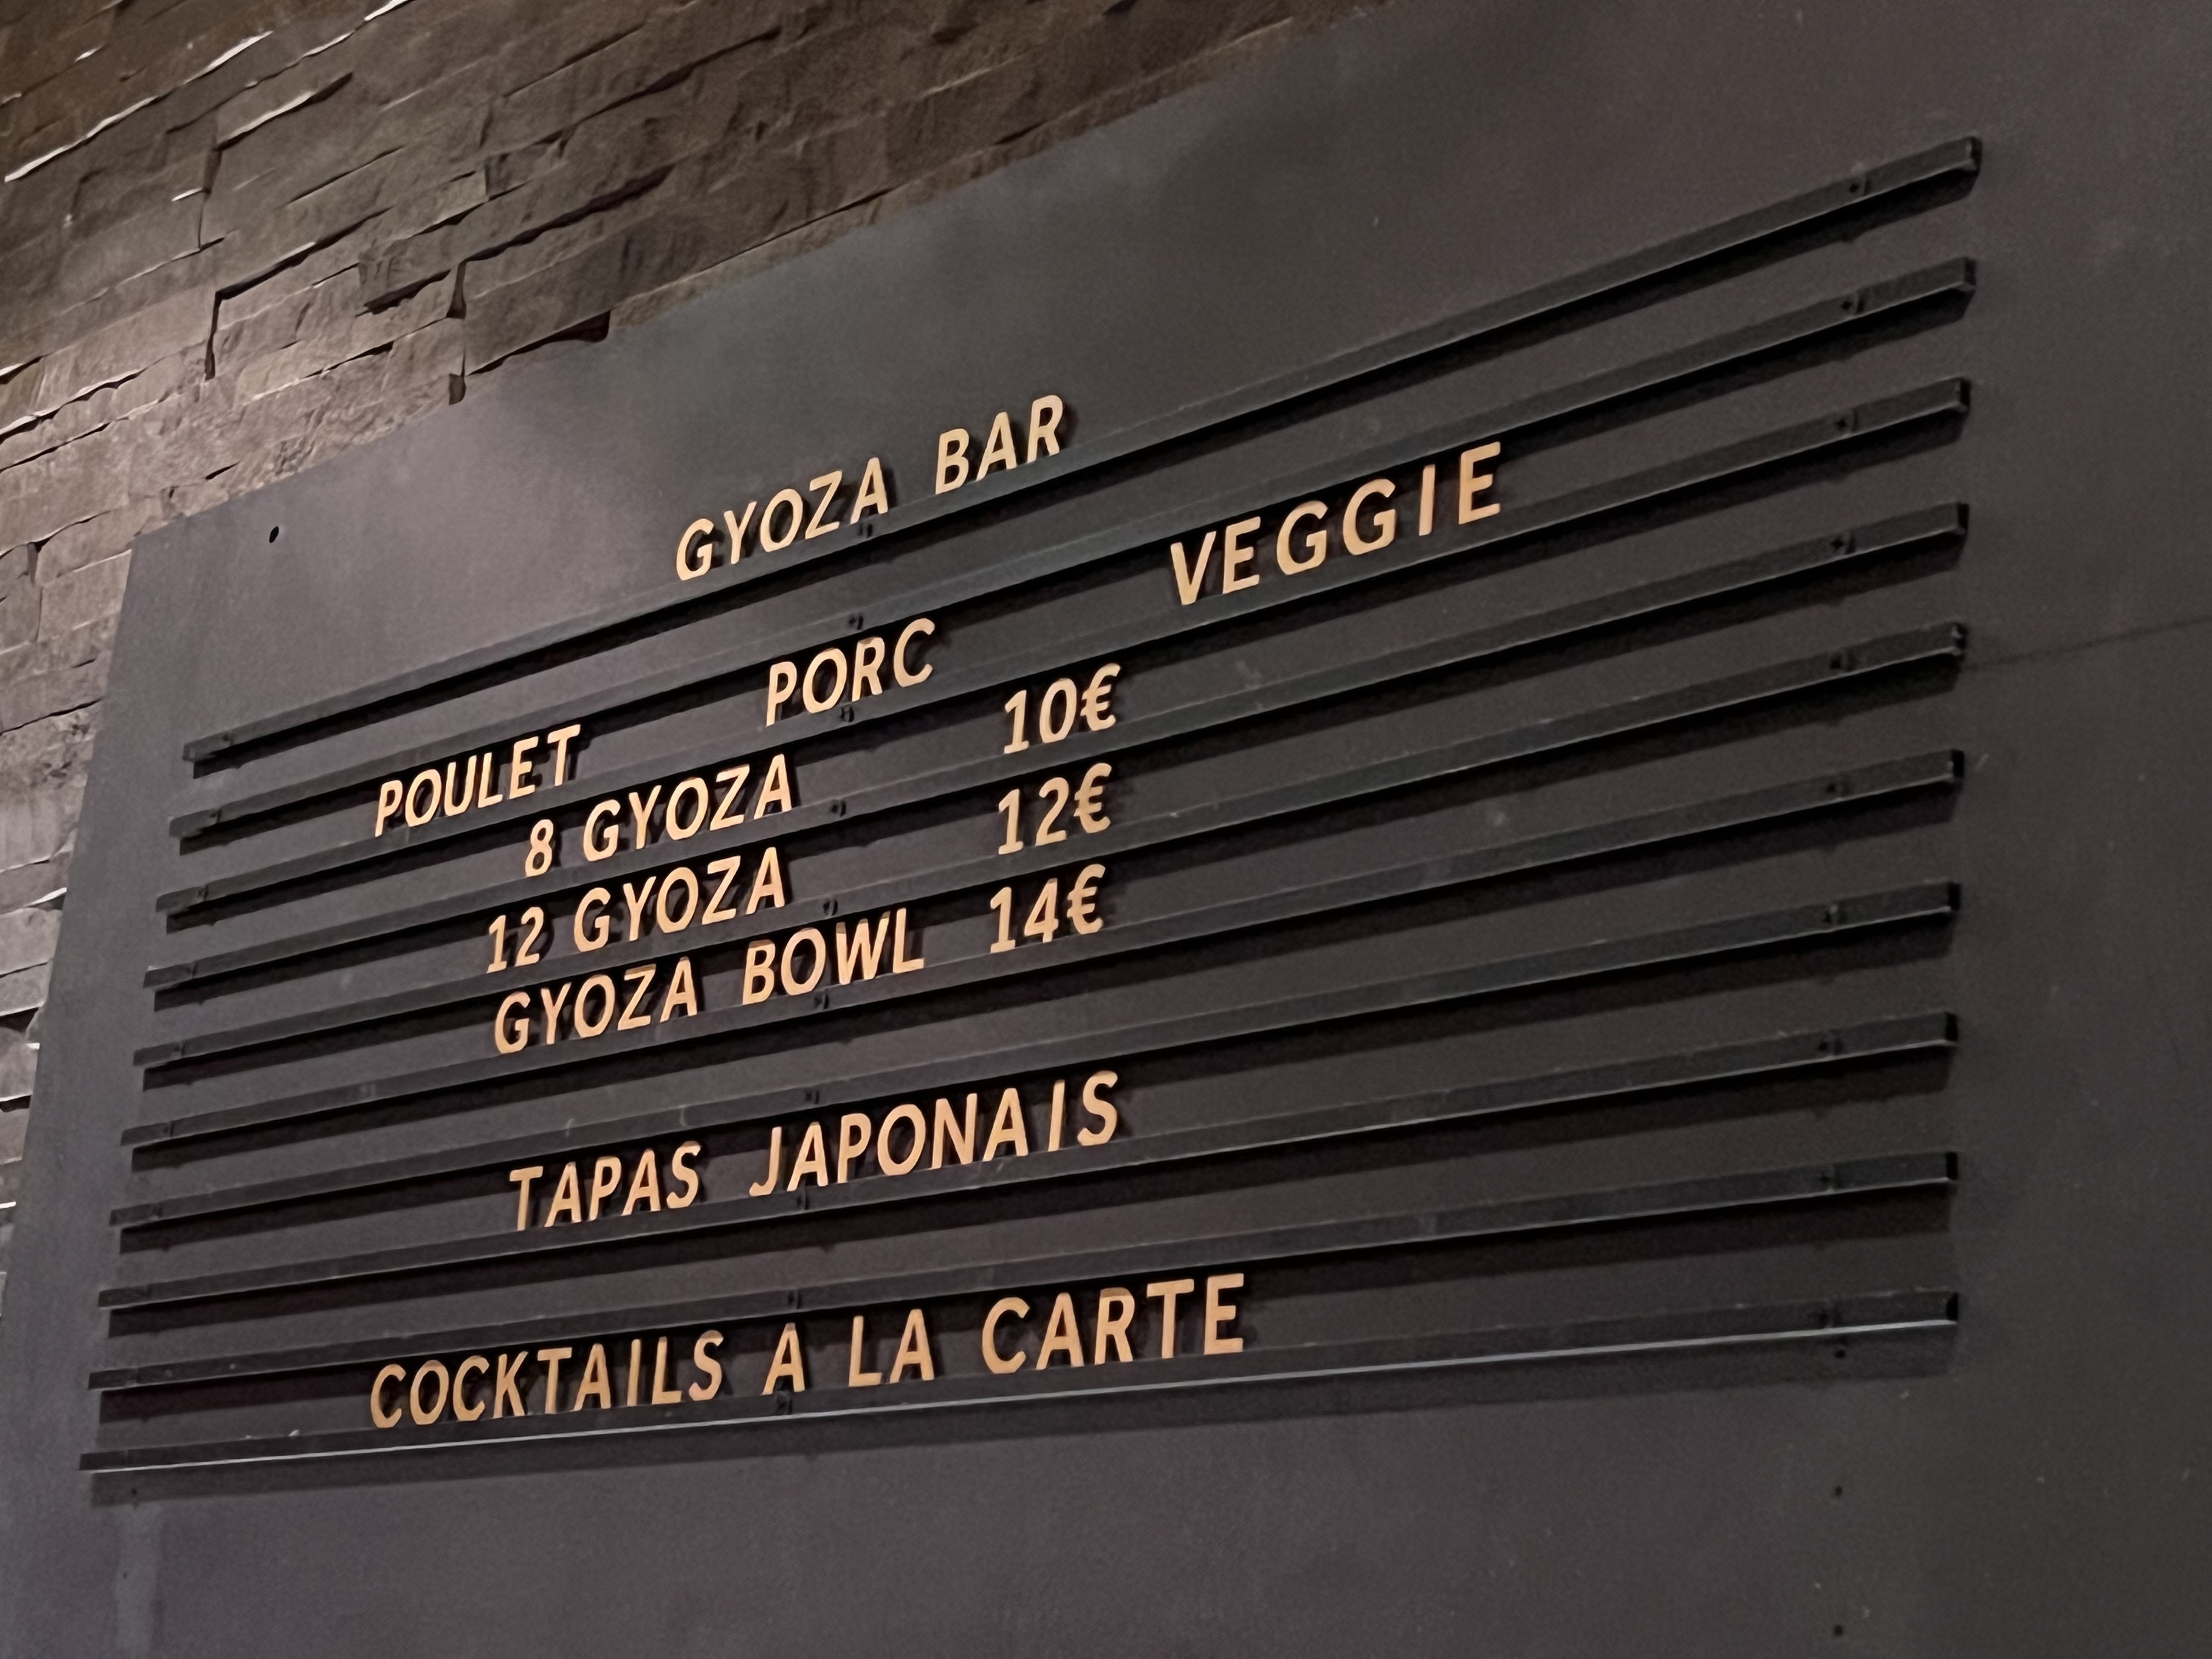 GYOZA BAR
POULET PORC VEGGIE
8 GYOZA 10€
12 GYOZA 12€
GYOZA BOWL 14€
TAPAS JAPONAIS
COCKTAILS A LA CARTE